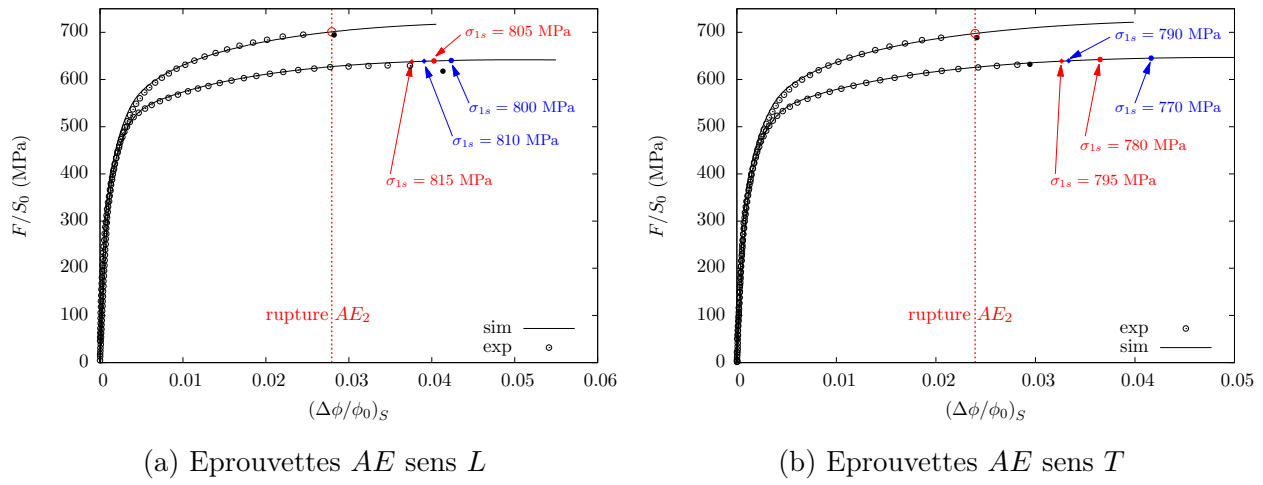 700
600
500
400
300
200
100
0
F/S₀ (MPa)
0
0.01
0.02
0.03
0.04
0.05
0.06
(Δϕ/ϕ₀)_S
σ₁ₛ = 805 MPa
σ₁ₛ = 800 MPa
σ₁ₛ = 810 MPa
σ₁ₛ = 815 MPa
rupture AE₂
sim
exp
(a) Eprouvettes AE sens L
700
600
500
400
300
200
100
0
F/S₀ (MPa)
0
0.01
0.02
0.03
0.04
0.05
(Δϕ/ϕ₀)_S
σ₁ₛ = 790 MPa
σ₁ₛ = 770 MPa
σ₁ₛ = 780 MPa
σ₁ₛ = 795 MPa
rupture AE₂
exp
sim
(b) Eprouvettes AE sens T